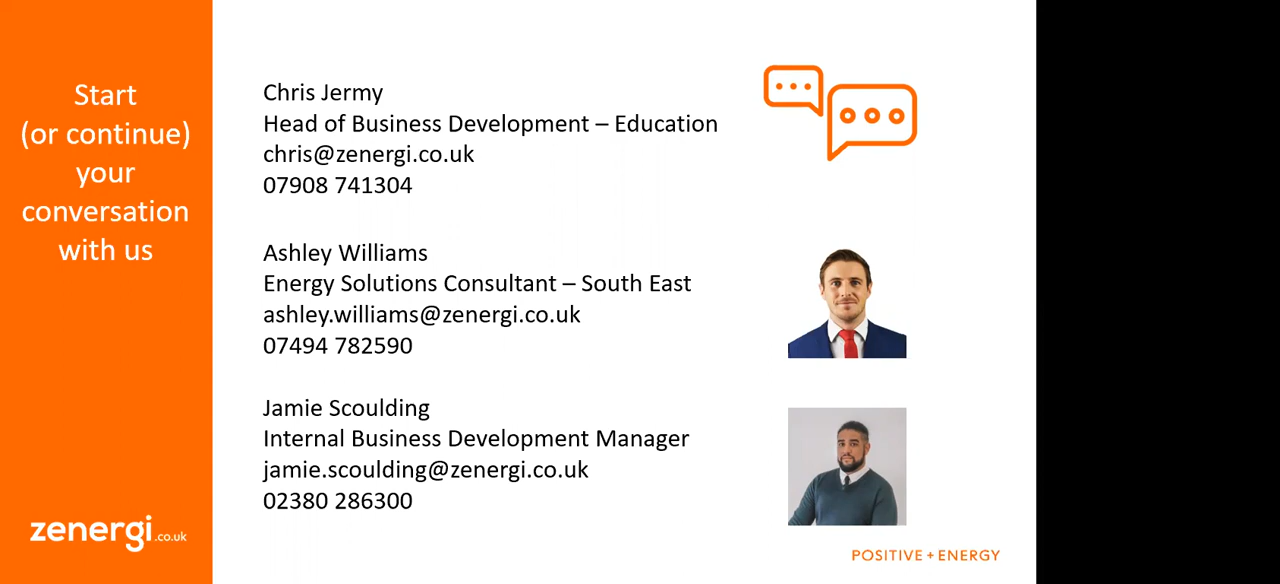 Start
(or continue)
your
conversation
with us
Chris Jermy
Head of Business Development – Education
chris@zenergi.co.uk
07908 741304
Ashley Williams
Energy Solutions Consultant – South East
ashley.williams@zenergi.co.uk
07494 782590
Jamie Scoulding
Internal Business Development Manager
jamie.scoulding@zenergi.co.uk
02380 286300
zenergi.co.uk
POSITIVE + ENERGY